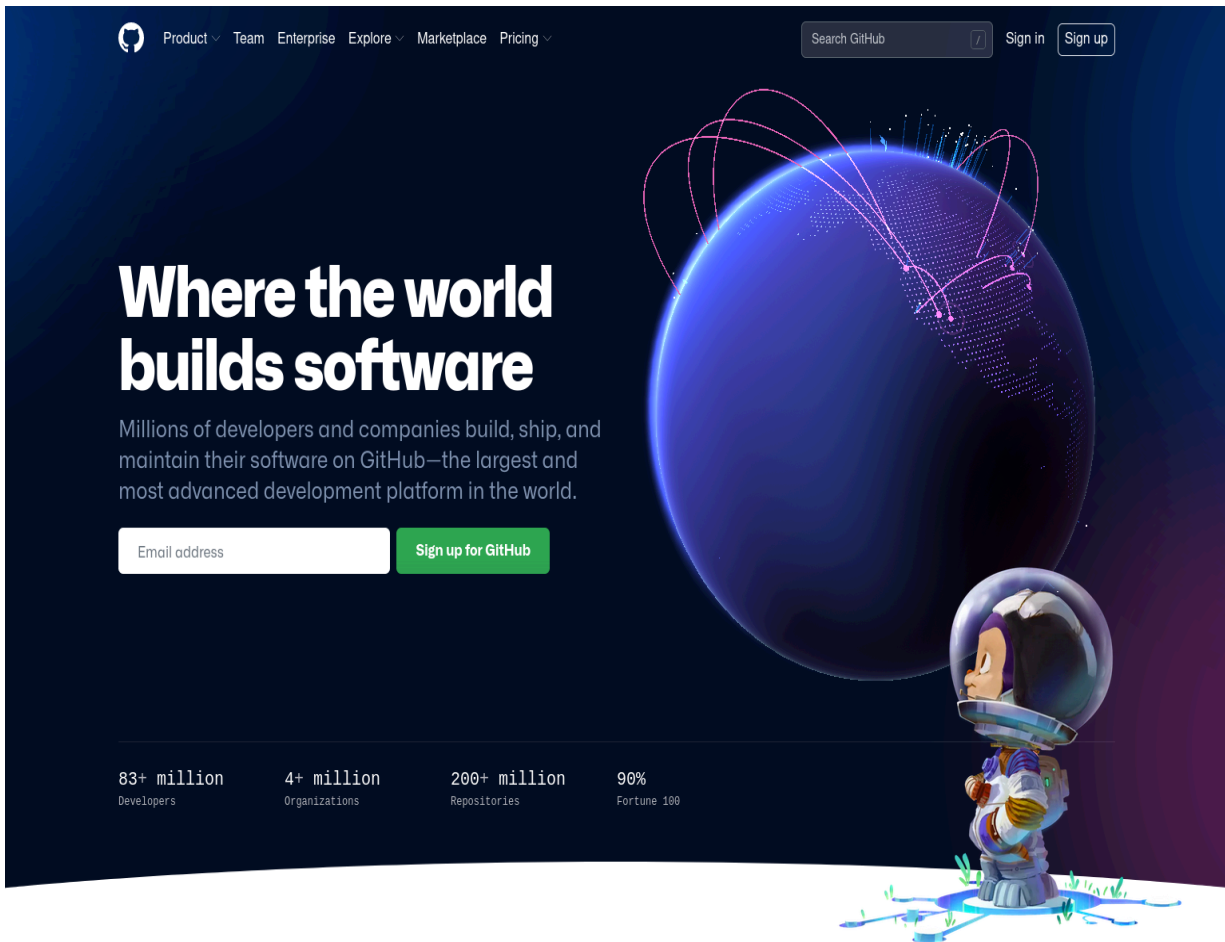 Product Team Enterprise Explore Marketplace Pricing Search GitHub / Sign in Sign up
Where the world
builds software
Millions of developers and companies build, ship, and
maintain their software on GitHub—the largest and
most advanced development platform in the world.
Email address Sign up for GitHub
83+ million 4+ million 200+ million 90%
Developers Organizations Repositories Fortune 100